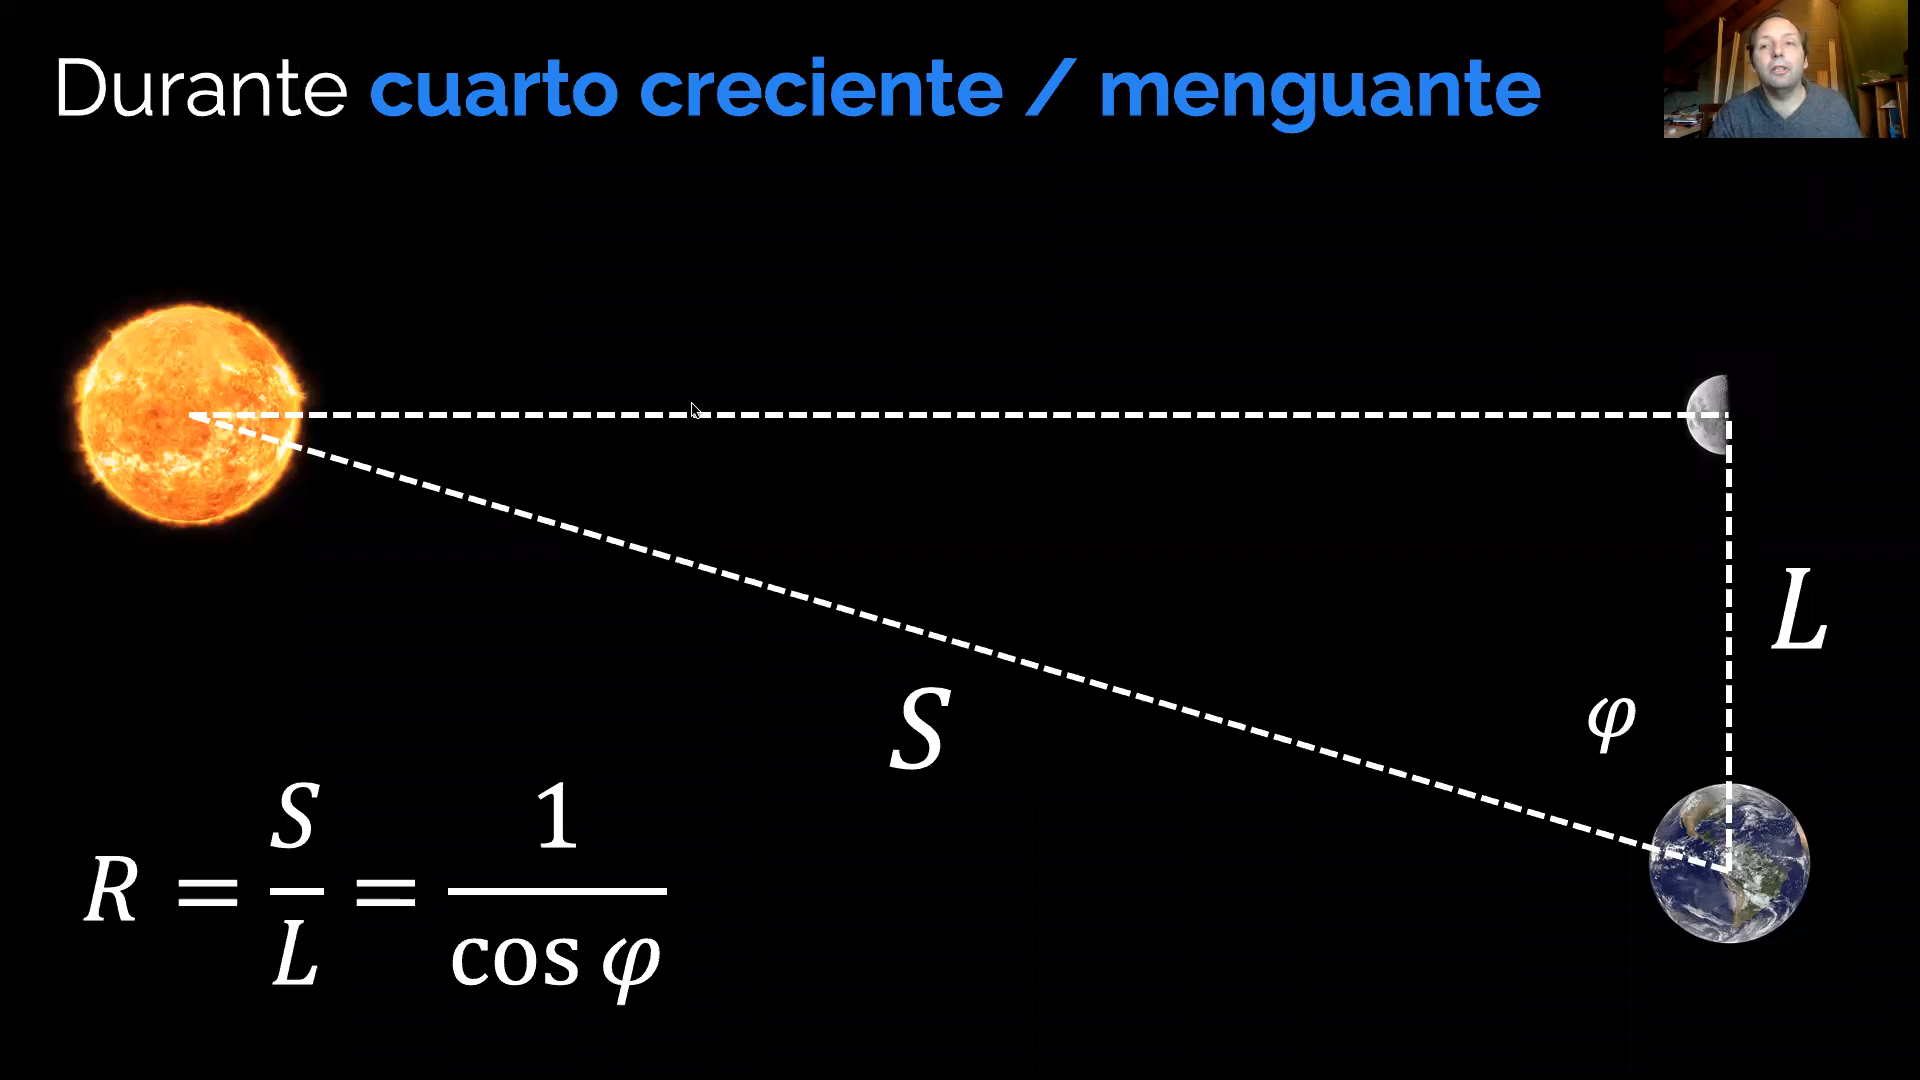 Durante cuarto creciente / menguante
L
φ
S
R = S/L = 1/cos φ